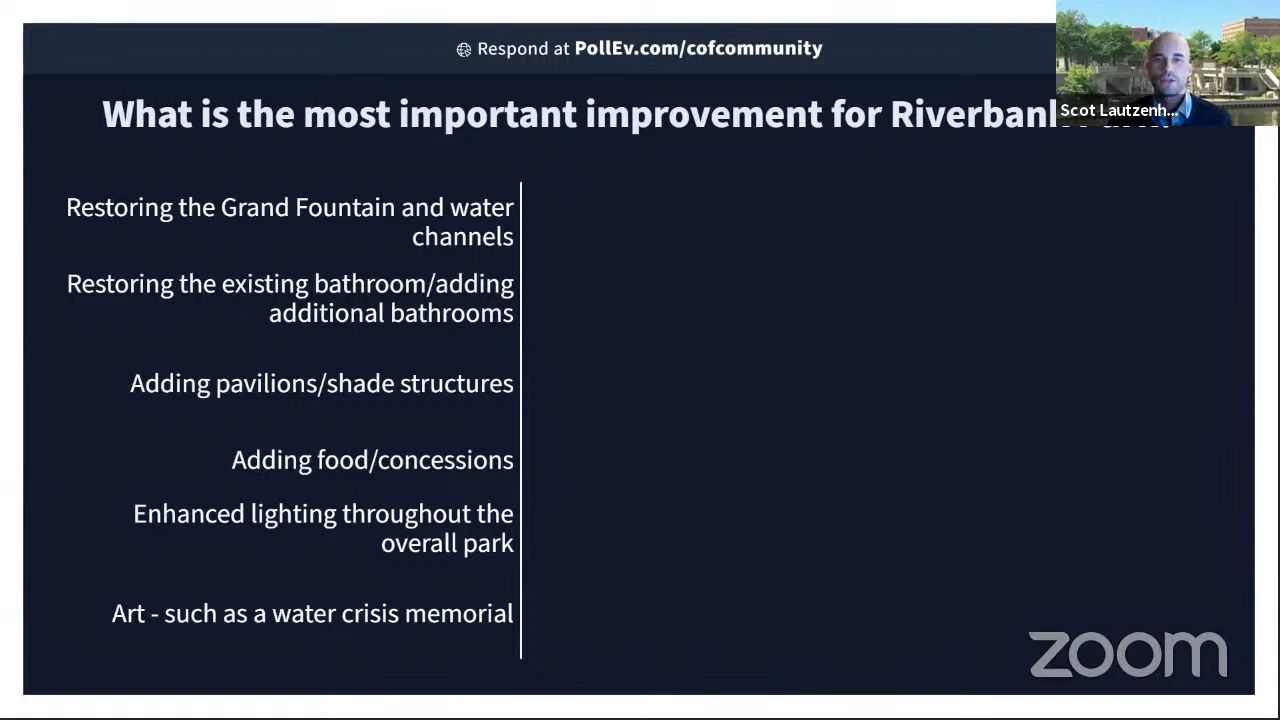 Respond at PollEv.com/cofcommunity
What is the most important improvement for Riverbank
Scot Lautzenh...
Restoring the Grand Fountain and water
channels
Restoring the existing bathroom/adding
additional bathrooms
Adding pavilions/shade structures
Adding food/concessions
Enhanced lighting throughout the
overall park
Art - such as a water crisis memorial
zoom